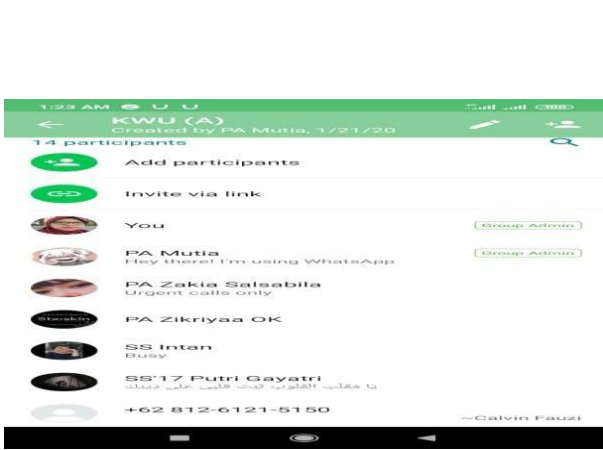 1:23 AM
KWU (A)
Created by PA Mutia, 1/21/20
14 participants
Add participants
Invite via link
You
Group Admin
PA Mutia
Group Admin
Hey there! I'm using WhatsApp
PA Zakia Salsabila
Urgent calls only
PA Zikriyaa OK
SS Intan
Busy
SS'17 Putri Gayatri
يا مقلب القلوب ثبت قلبي على دينك
+62 812-6121-5150
~Calvin Fauzi